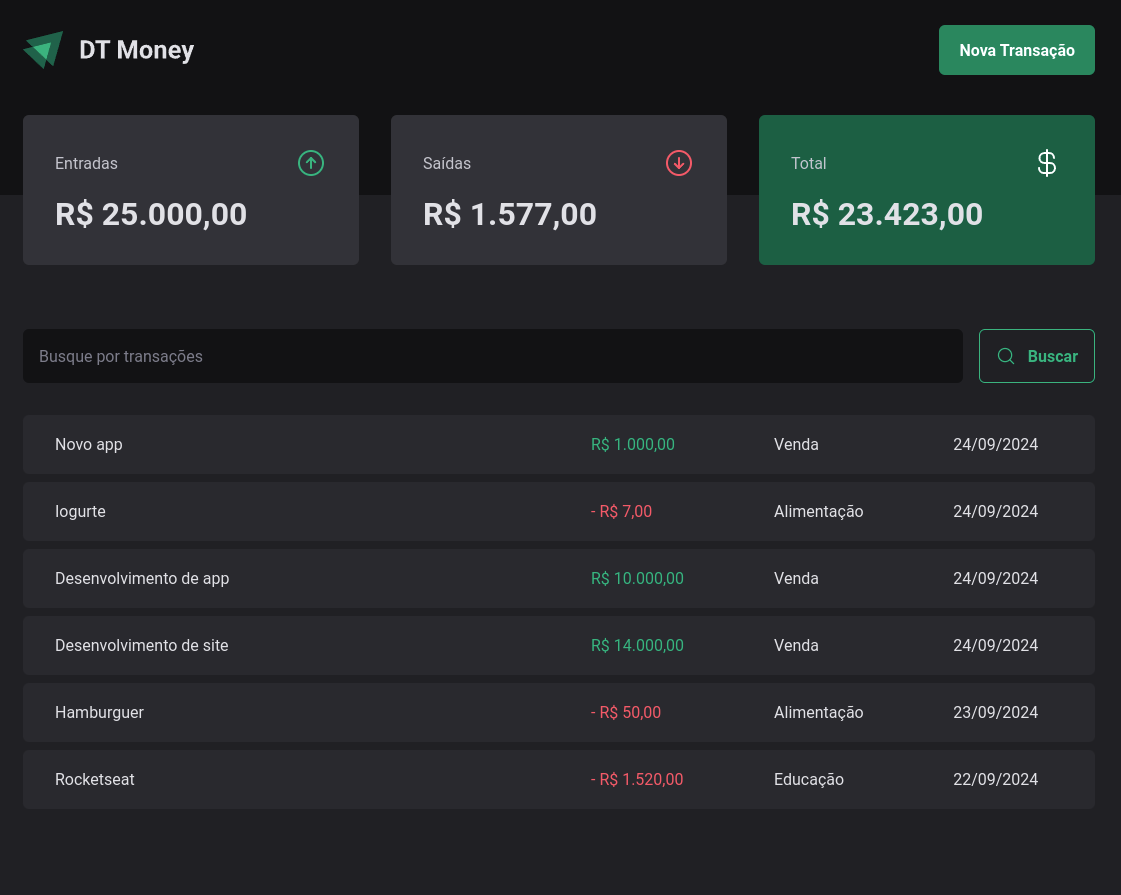 DT Money
Nova Transação
Entradas
R$ 25.000,00
Saídas
R$ 1.577,00
Total
R$ 23.423,00
Busque por transações
Buscar
Novo app R$ 1.000,00 Venda 24/09/2024
Iogurte - R$ 7,00 Alimentação 24/09/2024
Desenvolvimento de app R$ 10.000,00 Venda 24/09/2024
Desenvolvimento de site R$ 14.000,00 Venda 24/09/2024
Hamburguer - R$ 50,00 Alimentação 23/09/2024
Rocketseat - R$ 1.520,00 Educação 22/09/2024